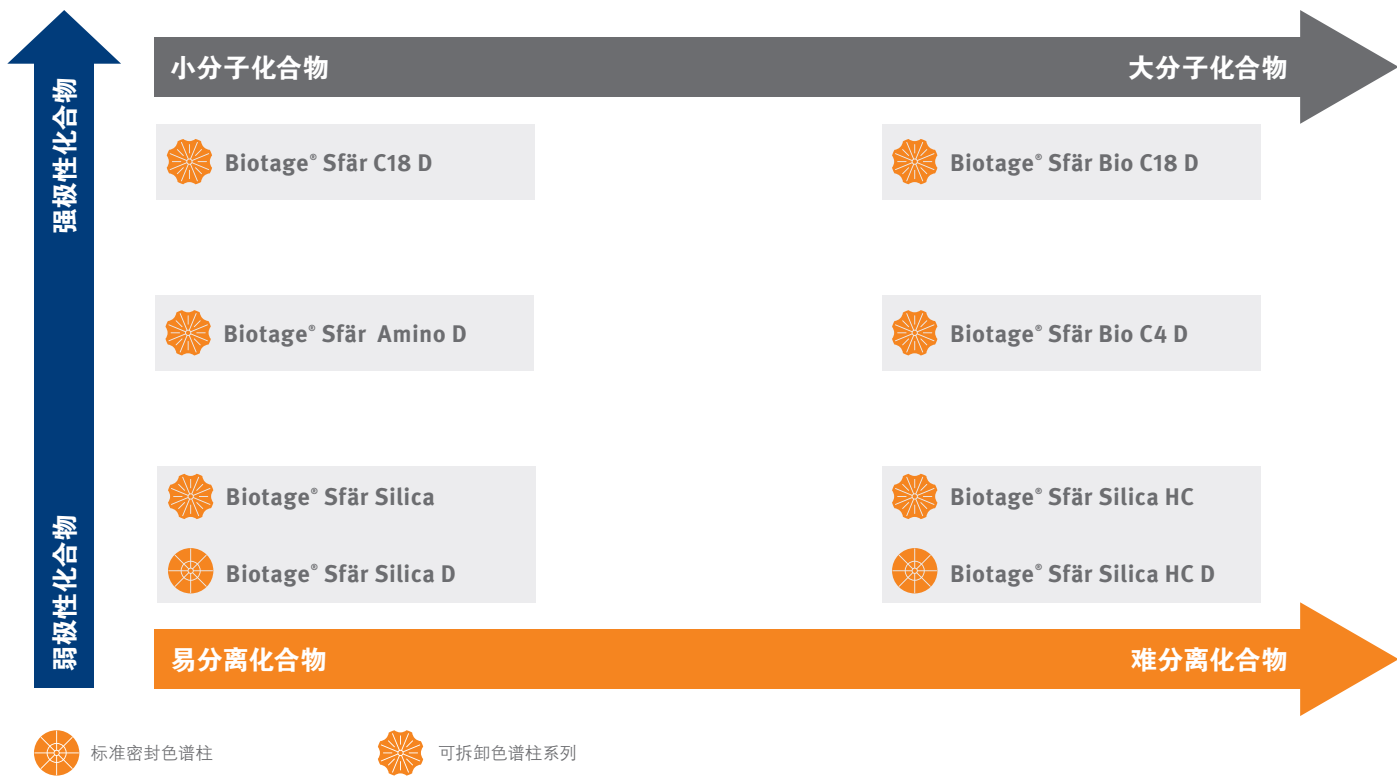 小分子化合物 大分子化合物
强极性化合物
Biotage® Sfär C18 D
Biotage® Sfär Bio C18 D
Biotage® Sfär Amino D
Biotage® Sfär Bio C4 D
弱极性化合物
Biotage® Sfär Silica
Biotage® Sfär Silica D
Biotage® Sfär Silica HC
Biotage® Sfär Silica HC D
易分离化合物 难分离化合物
标准密封色谱柱
可拆卸色谱柱系列